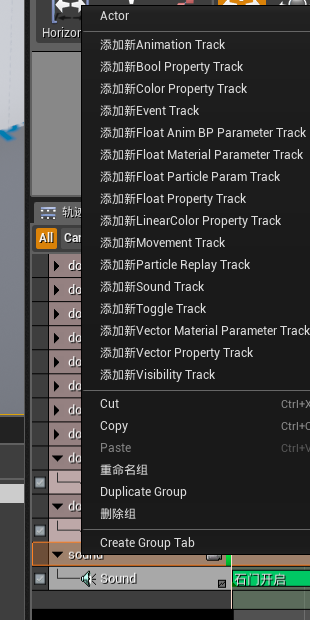 Horizon
Actor
添加新Animation Track
添加新Bool Property Track
添加新Color Property Track
添加新Event Track
添加新Float Anim BP Parameter Track
添加新Float Material Parameter Track
添加新Float Particle Param Track
添加新Float Property Track
添加新LinearColor Property Track
添加新Movement Track
添加新Particle Replay Track
添加新Sound Track
添加新Toggle Track
添加新Vector Material Parameter Track
添加新Vector Property Track
添加新Visibility Track
轨迹
All
Cam
do
do
do
do
do
do
do
do
do
do
Cut Ctrl+X
Copy Ctrl+C
Paste Ctrl+V
重命名组
Duplicate Group
删除组
Create Group Tab
sound
Sound
石门开启